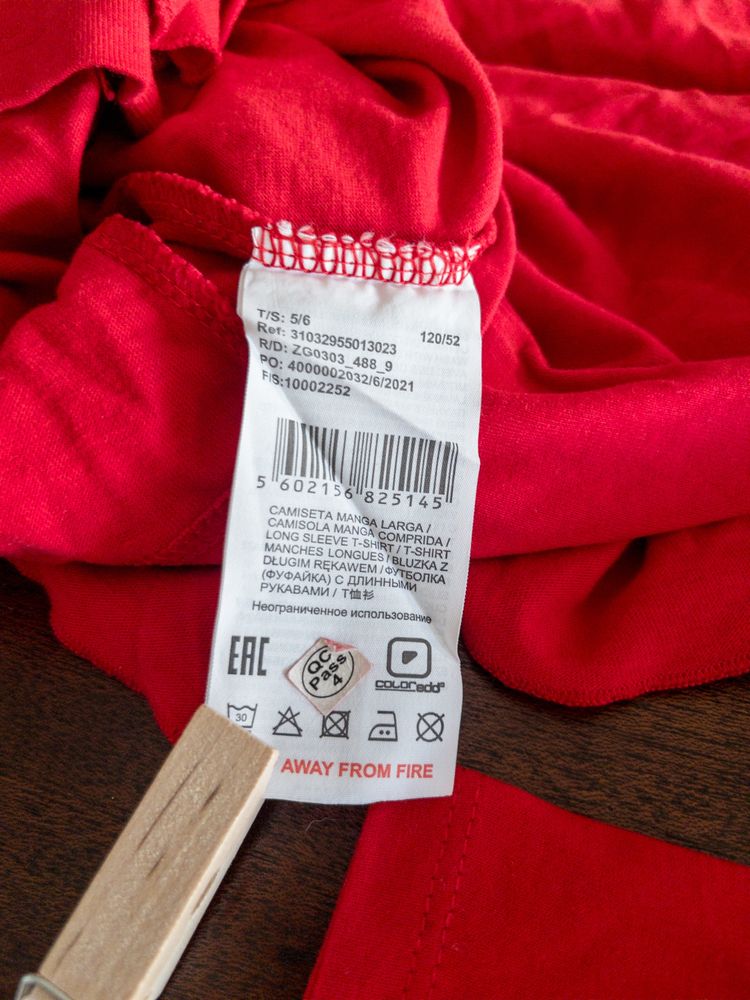 T/S: 5/6
Ref: 31032955013023 120/52
R/D: ZG0303_488_9
PO: 4000002032/6/2021
F/S:10002252
5 602156 825145
CAMISETA MANGA LARGA /
CAMISOLA MANGA COMPRIDA /
LONG SLEEVE T-SHIRT / T-SHIRT
MANCHES LONGUES / BLUZKA Z
DŁUGIM RĘKAWEM /ФУТБОЛКА
(ФУФАЙКА) С ДЛИННЫМИ
РУКАВАМИ / T恤衫
Неограниченное использование
EAC
QC
Pass
4
COLORADD
30
AWAY FROM FIRE